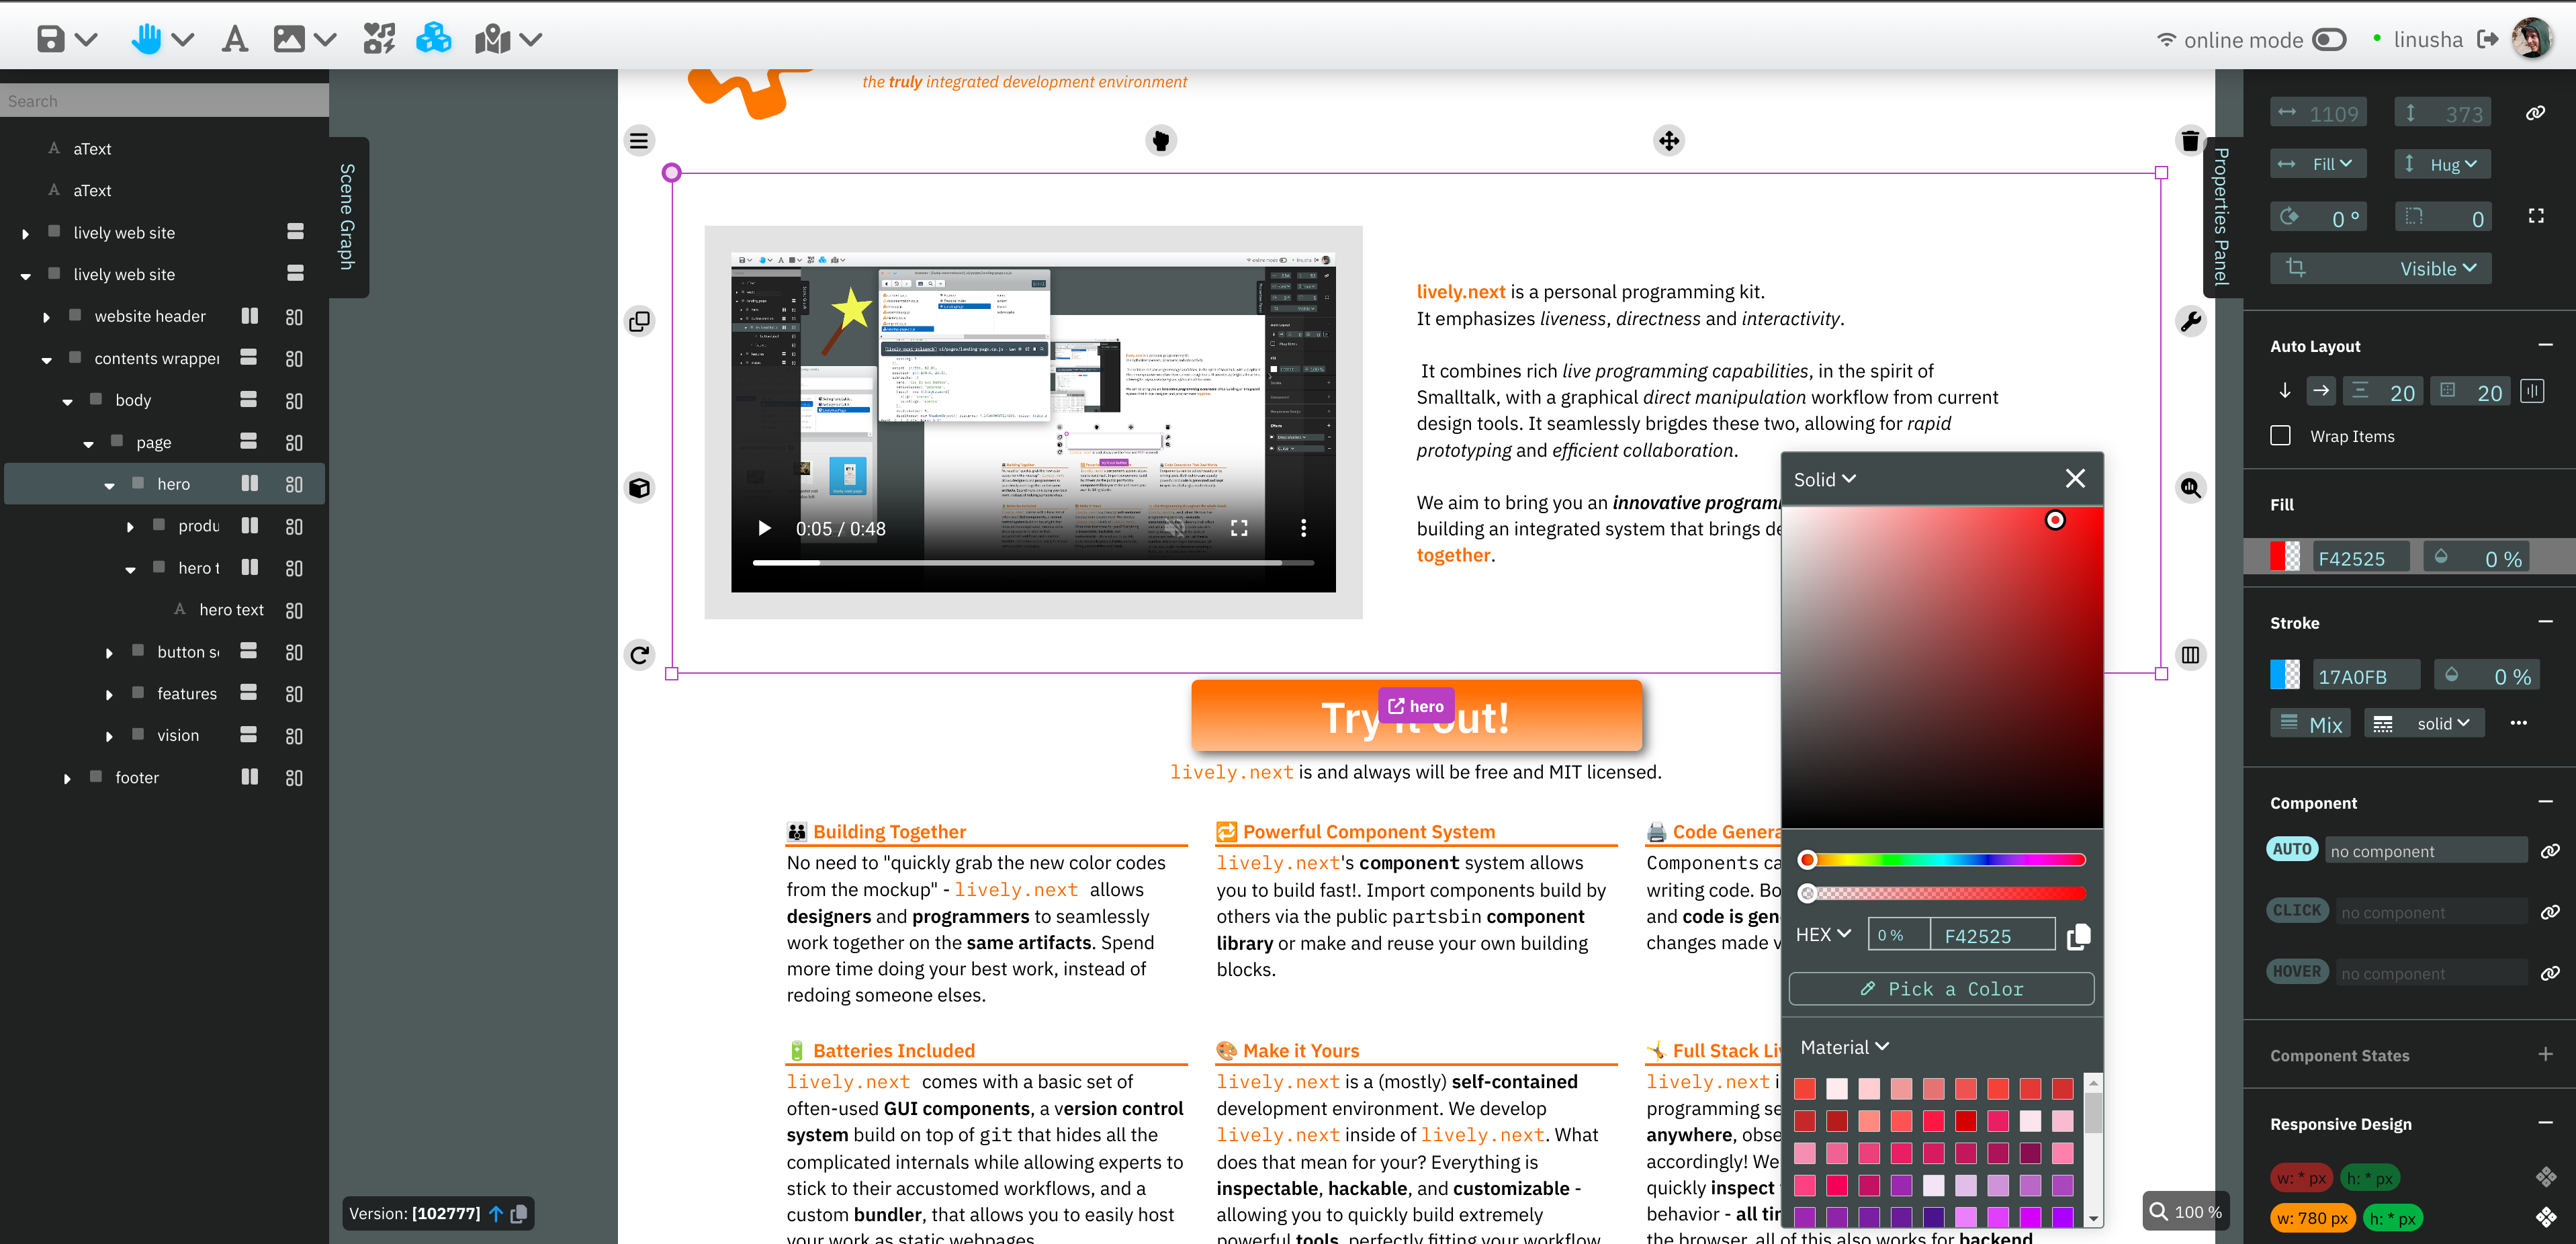 online mode
linusha
Search
aText
aText
lively web site
lively web site
website header
contents wrapper
body
page
hero
produ
hero t
hero text
button s
features
vision
footer
Scene Graph
Version: [102777]
the truly integrated development environment
0:05 / 0:48
lively.next is a personal programming kit.
It emphasizes liveness, directness and interactivity.
It combines rich live programming capabilities, in the spirit of
Smalltalk, with a graphical direct manipulation workflow from current
design tools. It seamlessly brigdes these two, allowing for rapid
prototyping and efficient collaboration.
We aim to bring you an innovative program
building an integrated system that brings de
together.
Try it out!
hero
lively.next is and always will be free and MIT licensed.
Building Together
No need to "quickly grab the new color codes
from the mockup" - lively.next allows
designers and programmers to seamlessly
work together on the same artifacts. Spend
more time doing your best work, instead of
redoing someone elses.
Powerful Component System
lively.next's component system allows
you to build fast!. Import components build by
others via the public partsbin component
library or make and reuse your own building
blocks.
Code Genera
Components ca
writing code. Bo
and code is gen
changes made v
Batteries Included
lively.next comes with a basic set of
often-used GUI components, a version control
system build on top of git that hides all the
complicated internals while allowing experts to
stick to their accustomed workflows, and a
custom bundler, that allows you to easily host
your work as static webpages.
Make it Yours
lively.next is a (mostly) self-contained
development environment. We develop
lively.next inside of lively.next. What
does that mean for your? Everything is
inspectable, hackable, and customizable -
allowing you to quickly build extremely
powerful tools, perfectly fitting your workflow
Full Stack Li
lively.next i
programming se
anywhere, obse
accordingly! We
quickly inspect
behavior - all tir
the browser, all of this also works for backend
Solid
HEX
0 %
F42525
Pick a Color
Material
100 %
Properties Panel
1109
373
Fill
Hug
0 °
0
Visible
Auto Layout
20
20
Wrap Items
Fill
F42525
0 %
Stroke
17A0FB
0 %
Mix
solid
Component
AUTO
no component
CLICK
no component
HOVER
no component
Component States
Responsive Design
w: * px
h: * px
w: 780 px
h: * px